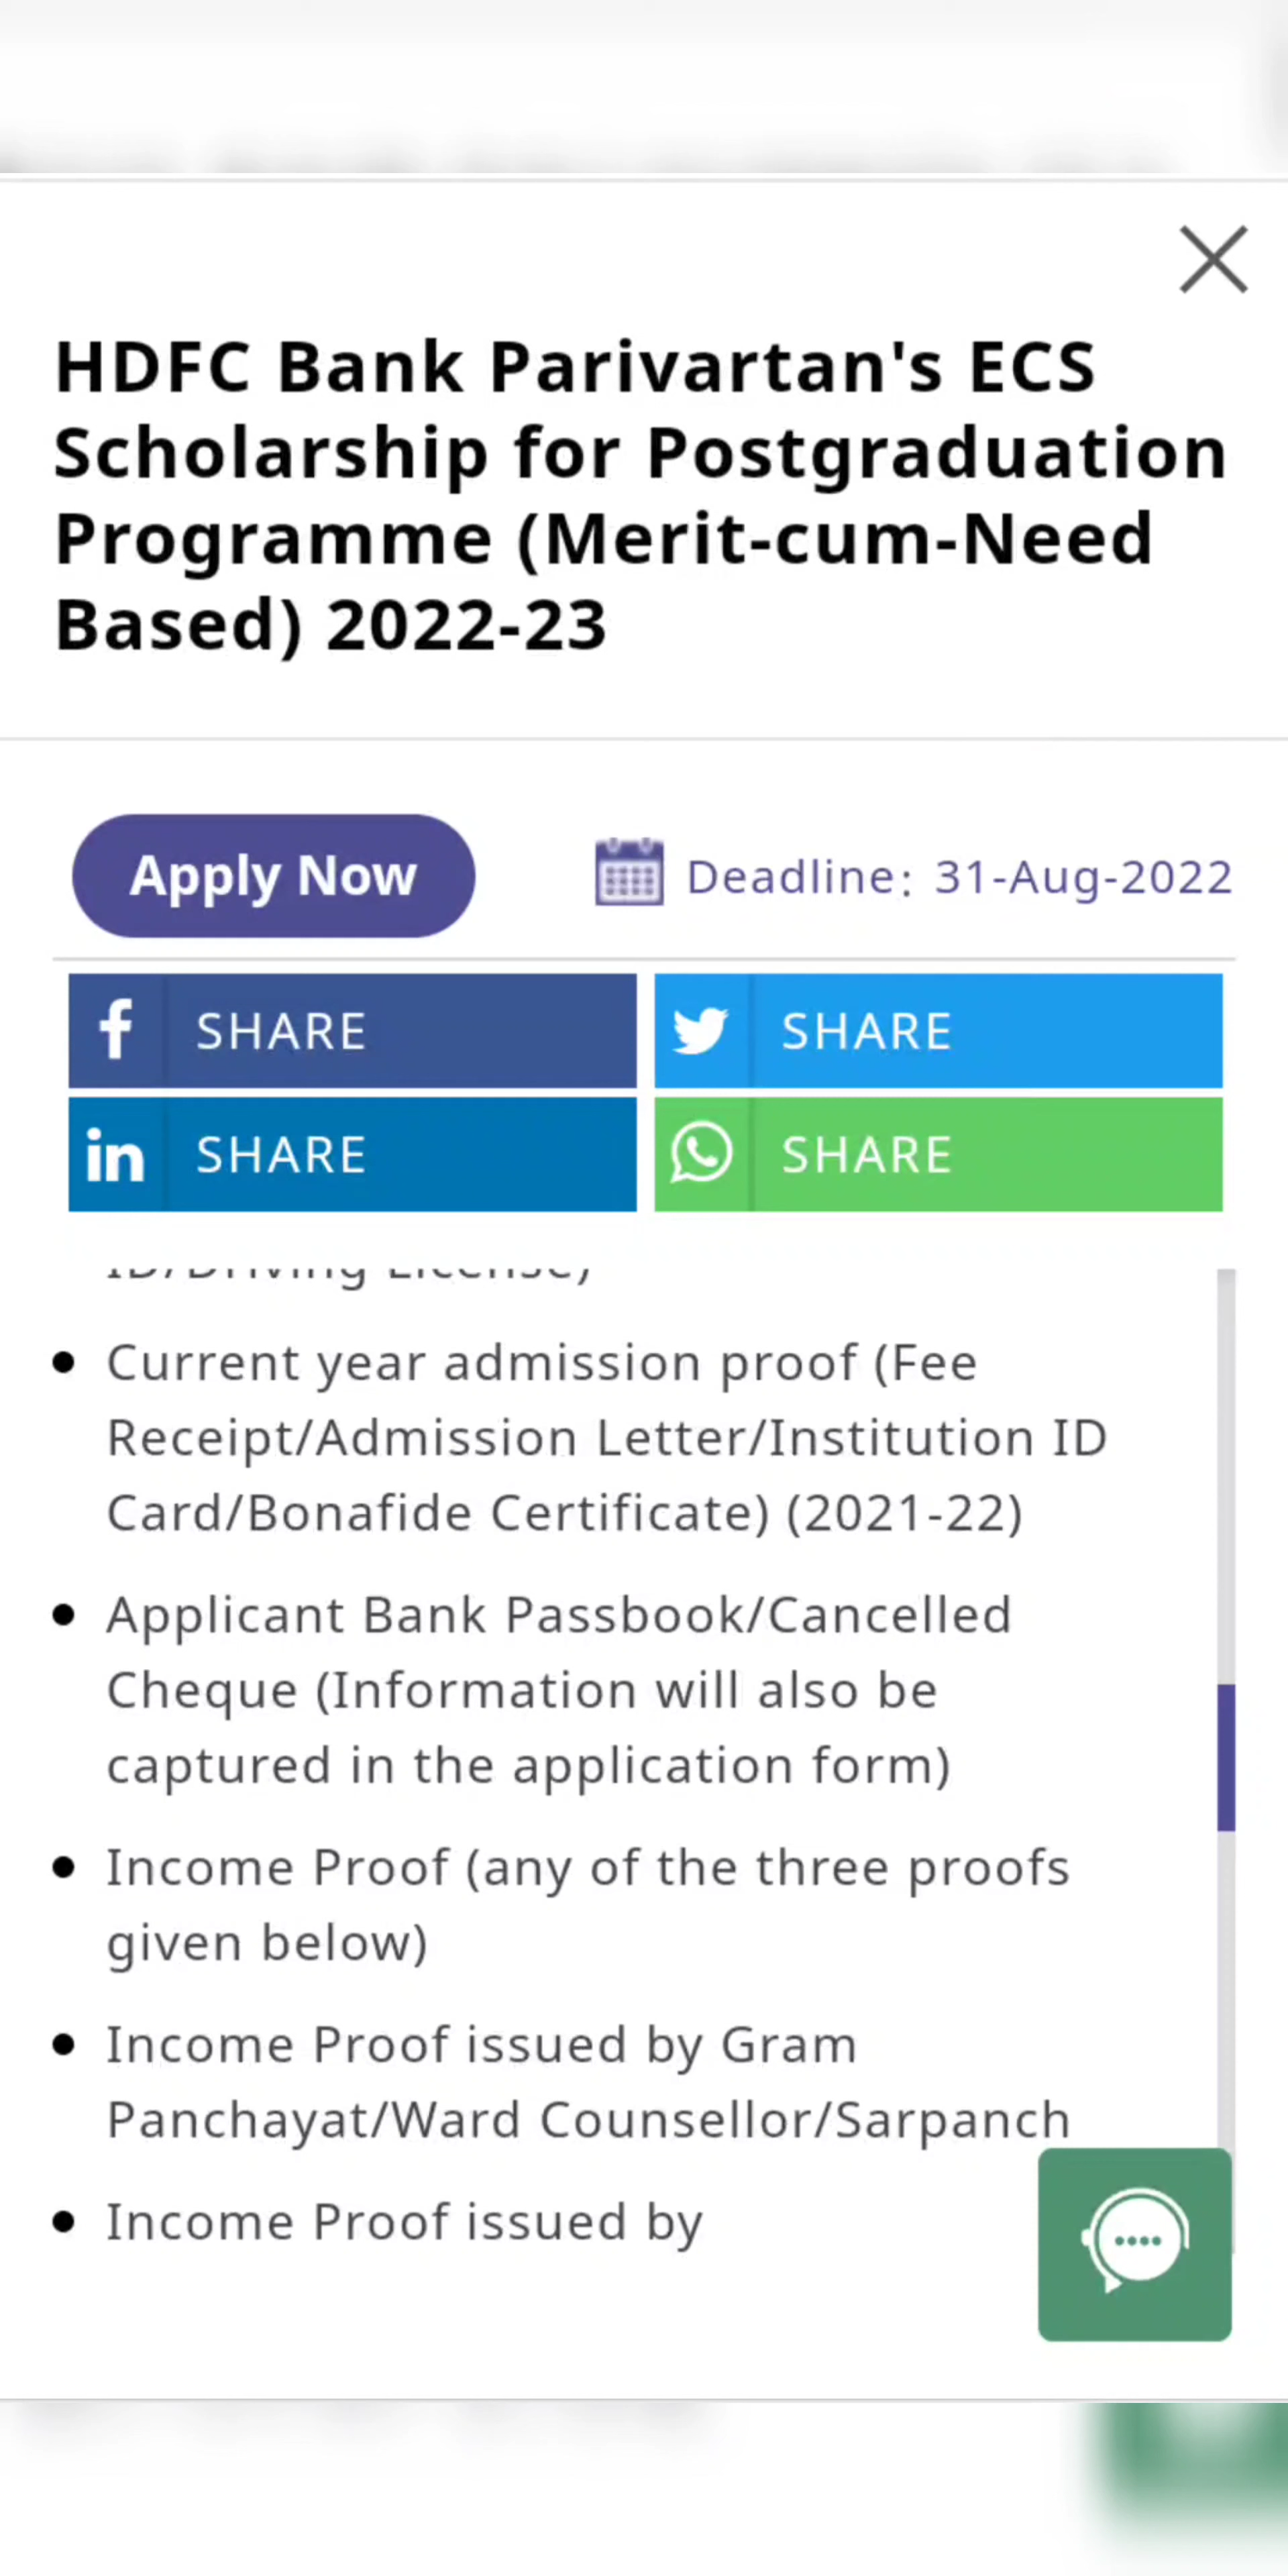 HDFC Bank Parivartan's ECS
Scholarship for Postgraduation
Programme (Merit-cum-Need
Based) 2022-23
Apply Now
Deadline: 31-Aug-2022
SHARE
SHARE
SHARE
SHARE
ID/Driving License)
Current year admission proof (Fee
Receipt/Admission Letter/Institution ID
Card/Bonafide Certificate) (2021-22)
Applicant Bank Passbook/Cancelled
Cheque (Information will also be
captured in the application form)
Income Proof (any of the three proofs
given below)
Income Proof issued by Gram
Panchayat/Ward Counsellor/Sarpanch
Income Proof issued by